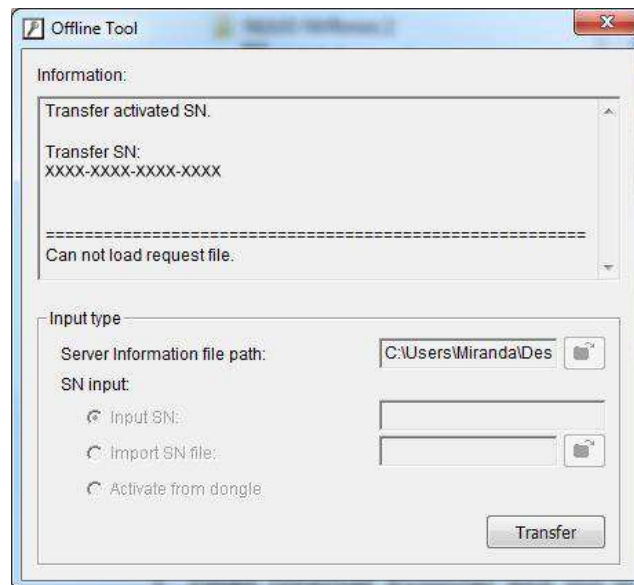 Offline Tool
Information:
Transfer activated SN.
Transfer SN:
XXXX-XXXX-XXXX-XXXX
========================================================
Can not load request file.
Input type
Server Information file path:
C:\Users\Miranda\Des
SN input:
Input SN:
Import SN file:
Activate from dongle
Transfer